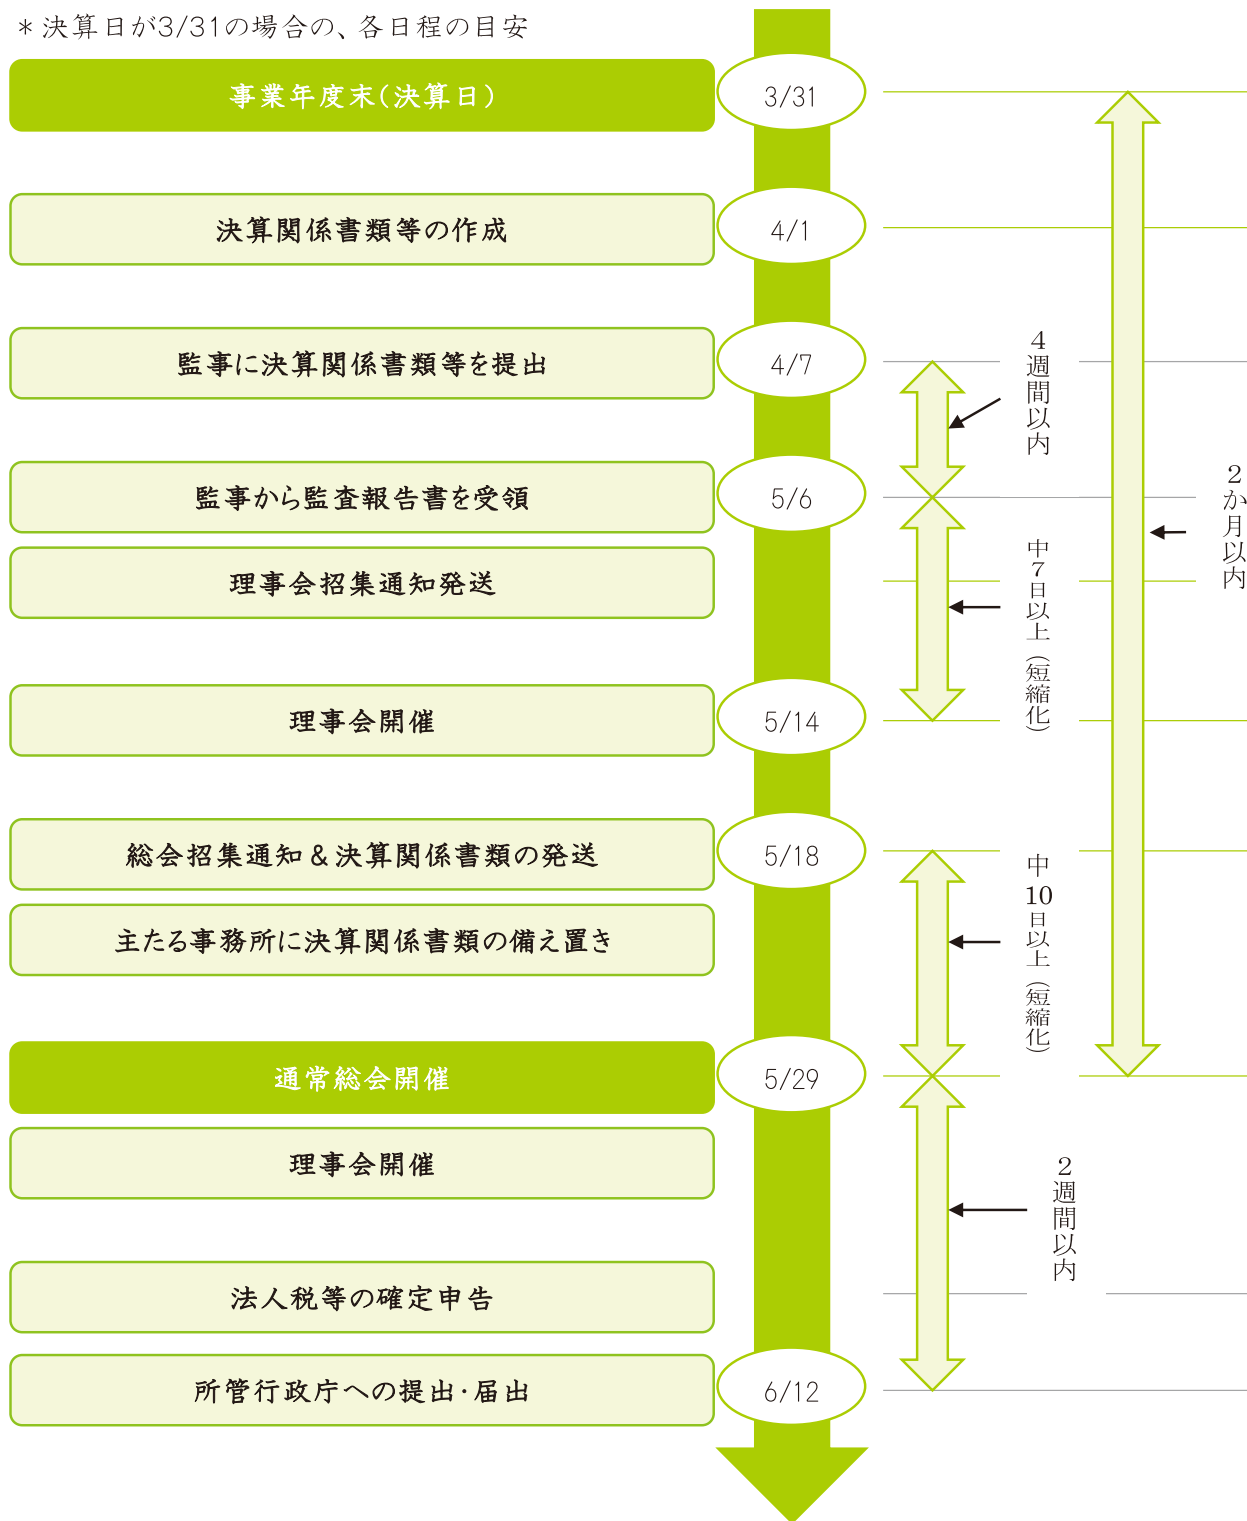 ＊決算日が3/31の場合の、各日程の目安
事業年度末（決算日）
3/31
決算関係書類等の作成
4/1
監事に決算関係書類等を提出
4/7
4週間以内
監事から監査報告書を受領
5/6
2か月以内
理事会招集通知発送
中7日以上（短縮化）
理事会開催
5/14
総会招集通知＆決算関係書類の発送
5/18
中10日以上（短縮化）
主たる事務所に決算関係書類の備え置き
通常総会開催
5/29
理事会開催
2週間以内
法人税等の確定申告
所管行政庁への提出・届出
6/12